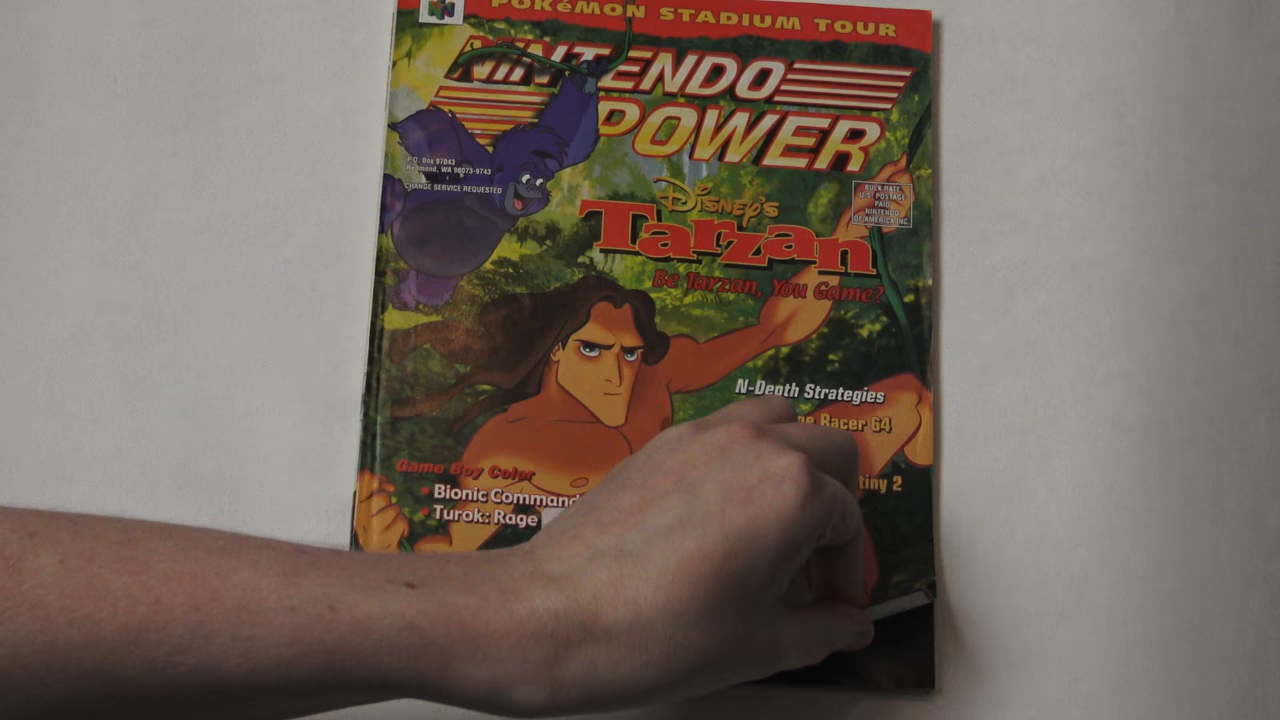 POKéMON STADIUM TOUR
NINTENDO
POWER
P.O. Box 97043
Redmond, WA 98073-9743
CHANGE SERVICE REQUESTED
BULK RATE
U.S. POSTAGE
PAID
NINTENDO
OF AMERICA INC.
DISNEY'S
Tarzan
Be Tarzan, You Game?
N-Depth Strategies
Racer 64
2
Game Boy Color
• Bionic
• Turok: Rage